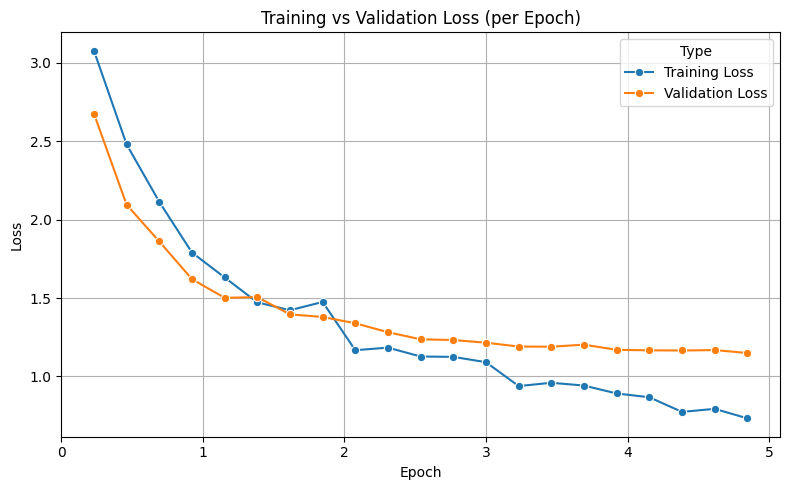 Training vs Validation Loss (per Epoch)
Type
Training Loss
Validation Loss
3.0
2.5
2.0
1.5
1.0
Loss
0
1
2
3
4
5
Epoch